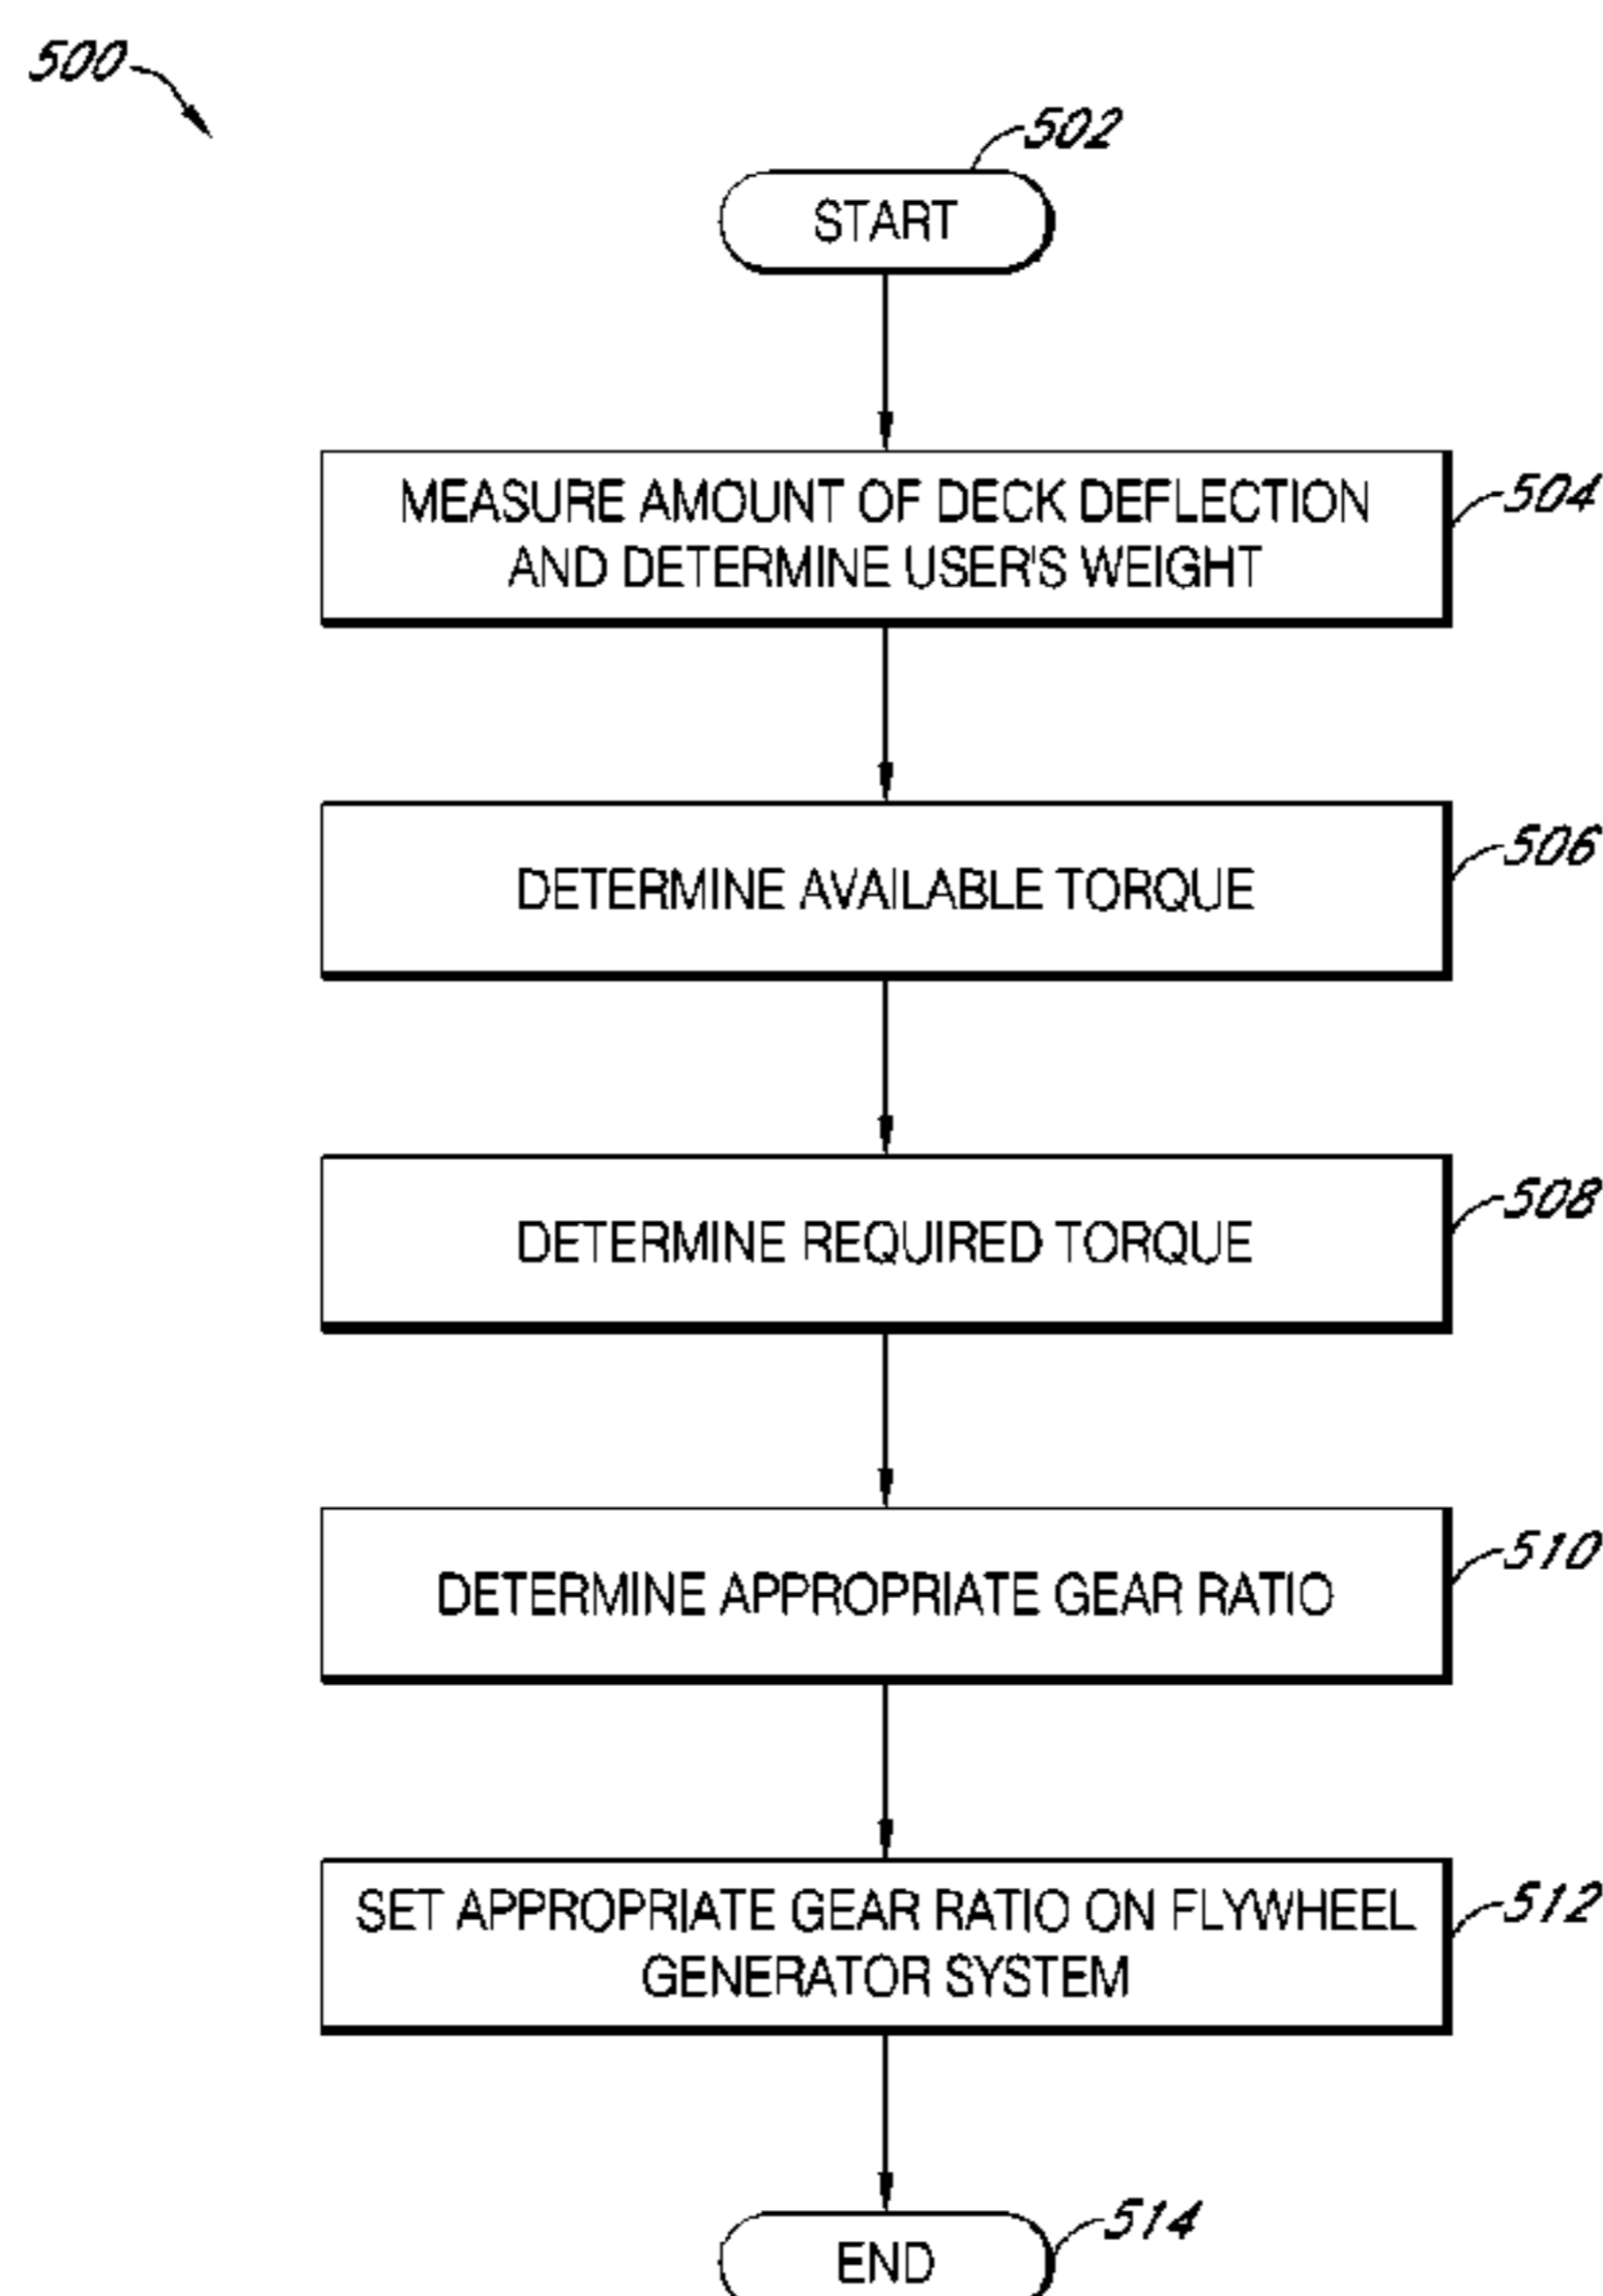 500
502
START
MEASURE AMOUNT OF DECK DEFLECTION
AND DETERMINE USER'S WEIGHT
504
DETERMINE AVAILABLE TORQUE
506
DETERMINE REQUIRED TORQUE
508
DETERMINE APPROPRIATE GEAR RATIO
510
SET APPROPRIATE GEAR RATIO ON FLYWHEEL
GENERATOR SYSTEM
512
514
END